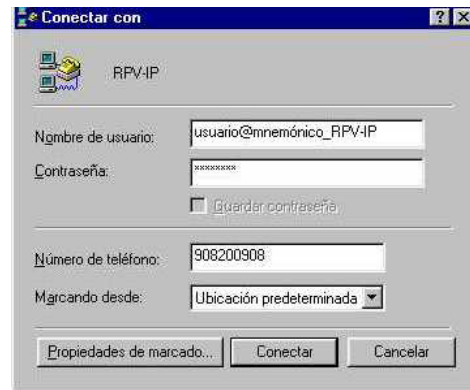 Conectar con
RPV-IP
Nombre de usuario: usuario@mnemónico_RPV-IP
Contraseña: ********
Guardar contraseña
Número de teléfono: 908200908
Marcando desde: Ubicación predeterminada
Propiedades de marcado... Conectar Cancelar